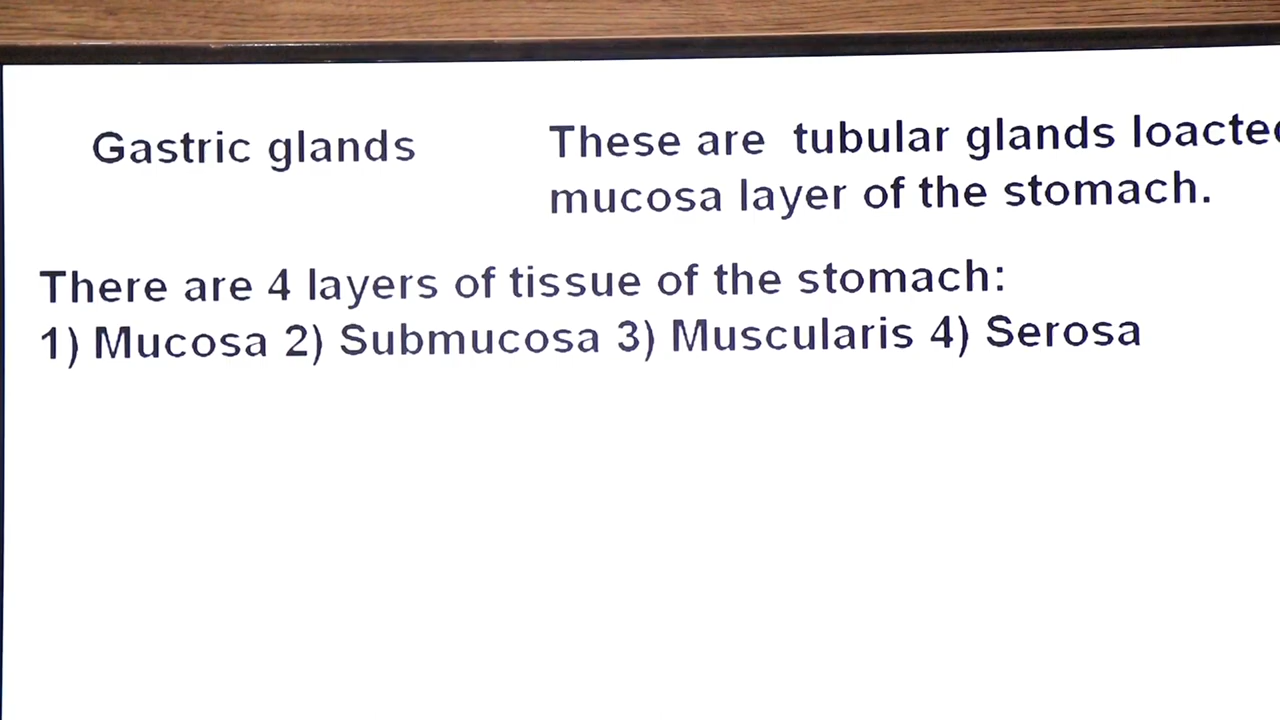 Gastric glands
These are tubular glands loacted
mucosa layer of the stomach.
There are 4 layers of tissue of the stomach:
1) Mucosa 2) Submucosa 3) Muscularis 4) Serosa